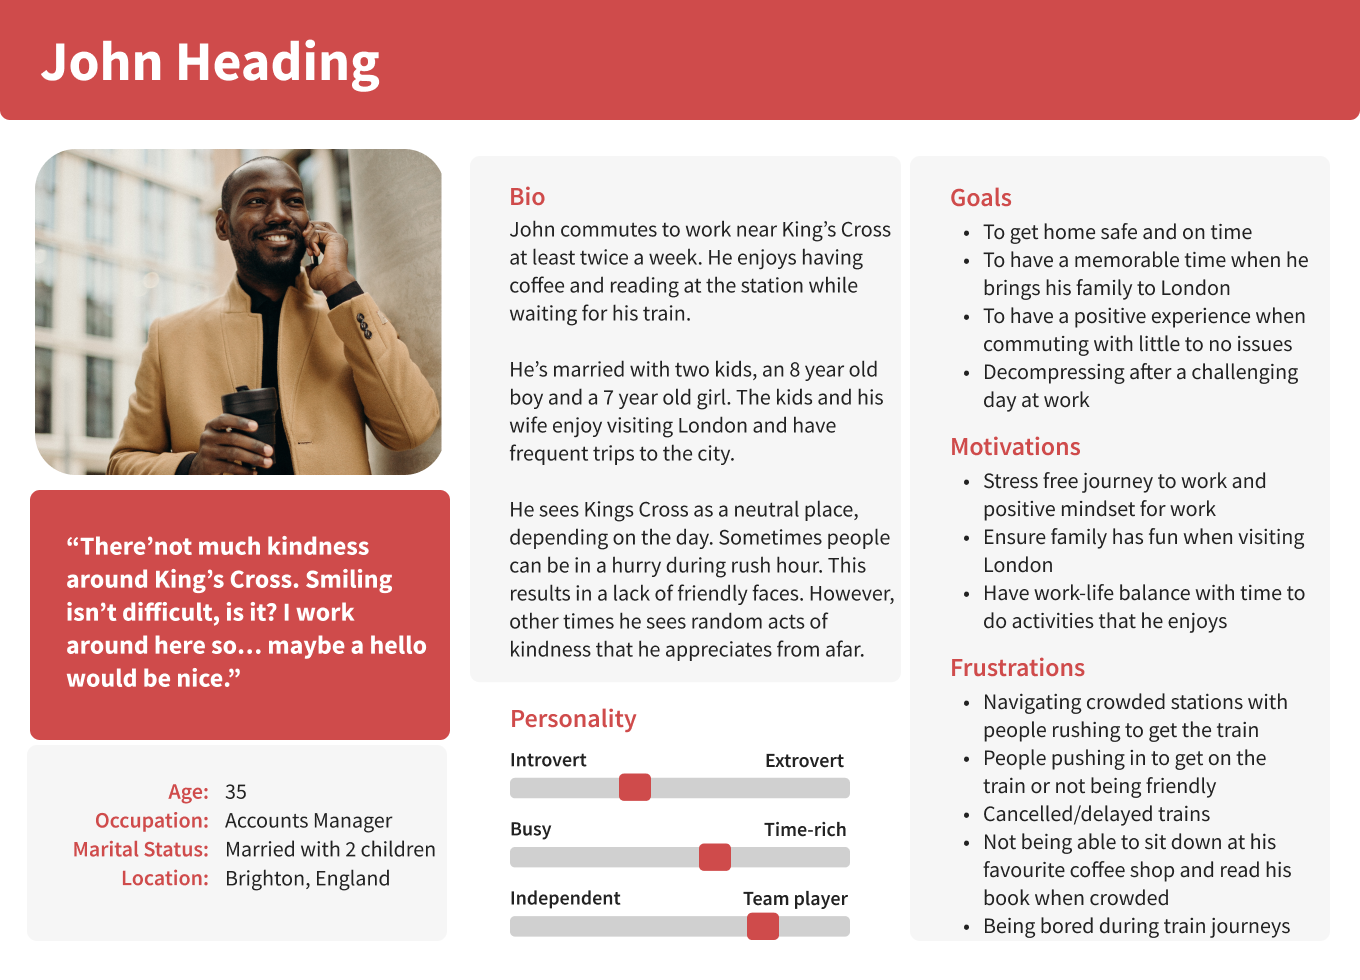 John Heading
“There’not much kindness
around King’s Cross. Smiling
isn’t difficult, is it? I work
around here so... maybe a hello
would be nice.”
Age: 35
Occupation: Accounts Manager
Marital Status: Married with 2 children
Location: Brighton, England
Bio
John commutes to work near King’s Cross
at least twice a week. He enjoys having
coffee and reading at the station while
waiting for his train.
He’s married with two kids, an 8 year old
boy and a 7 year old girl. The kids and his
wife enjoy visiting London and have
frequent trips to the city.
He sees Kings Cross as a neutral place,
depending on the day. Sometimes people
can be in a hurry during rush hour. This
results in a lack of friendly faces. However,
other times he sees random acts of
kindness that he appreciates from afar.
Personality
Introvert Extrovert
Busy Time-rich
Independent Team player
Goals
• To get home safe and on time
• To have a memorable time when he
brings his family to London
• To have a positive experience when
commuting with little to no issues
• Decompressing after a challenging
day at work
Motivations
• Stress free journey to work and
positive mindset for work
• Ensure family has fun when visiting
London
• Have work-life balance with time to
do activities that he enjoys
Frustrations
• Navigating crowded stations with
people rushing to get the train
• People pushing in to get on the
train or not being friendly
• Cancelled/delayed trains
• Not being able to sit down at his
favourite coffee shop and read his
book when crowded
• Being bored during train journeys